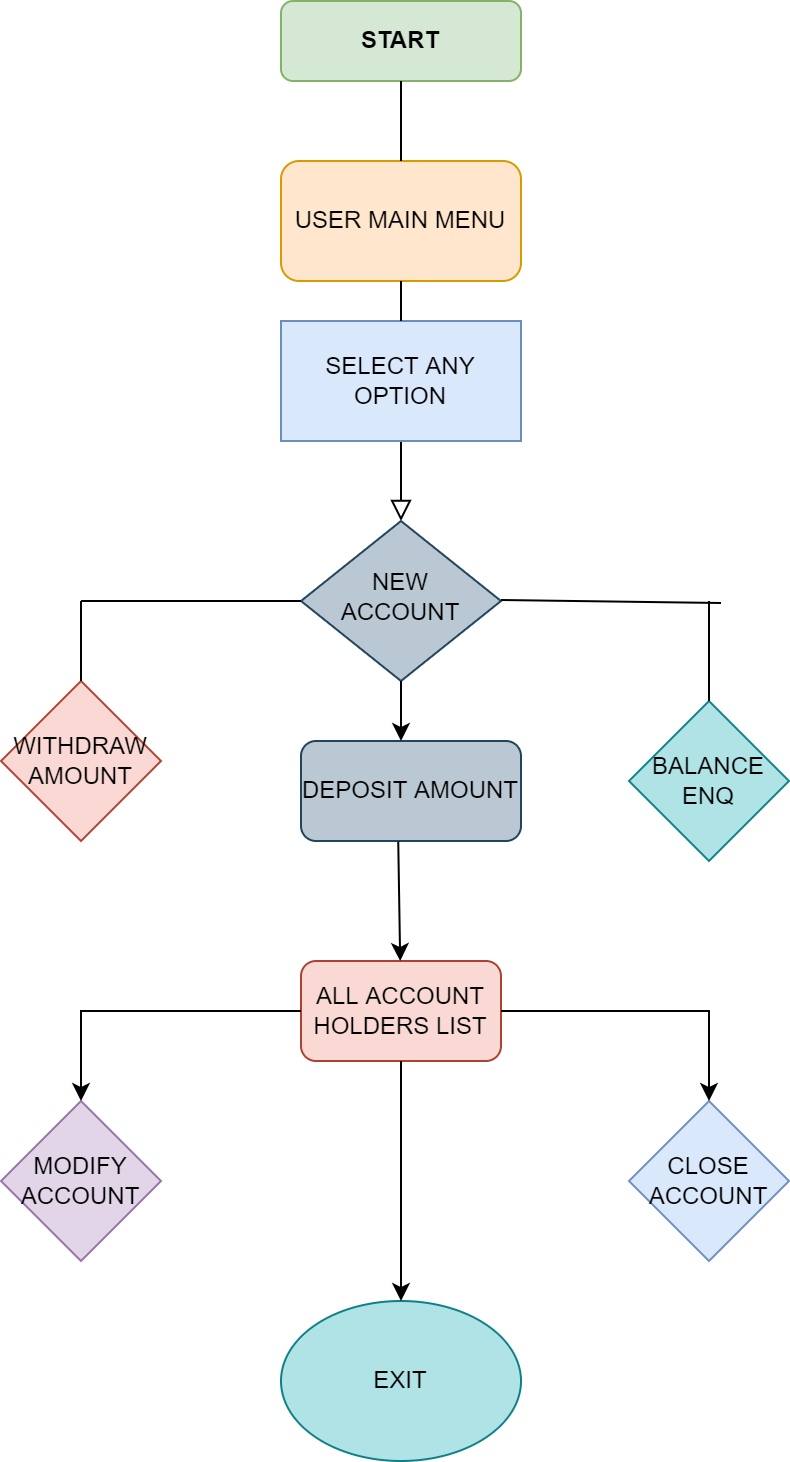 START
USER MAIN MENU
SELECT ANY
OPTION
NEW
ACCOUNT
WITHDRAW
AMOUNT
DEPOSIT AMOUNT
BALANCE
ENQ
ALL ACCOUNT
HOLDERS LIST
MODIFY
ACCOUNT
CLOSE
ACCOUNT
EXIT